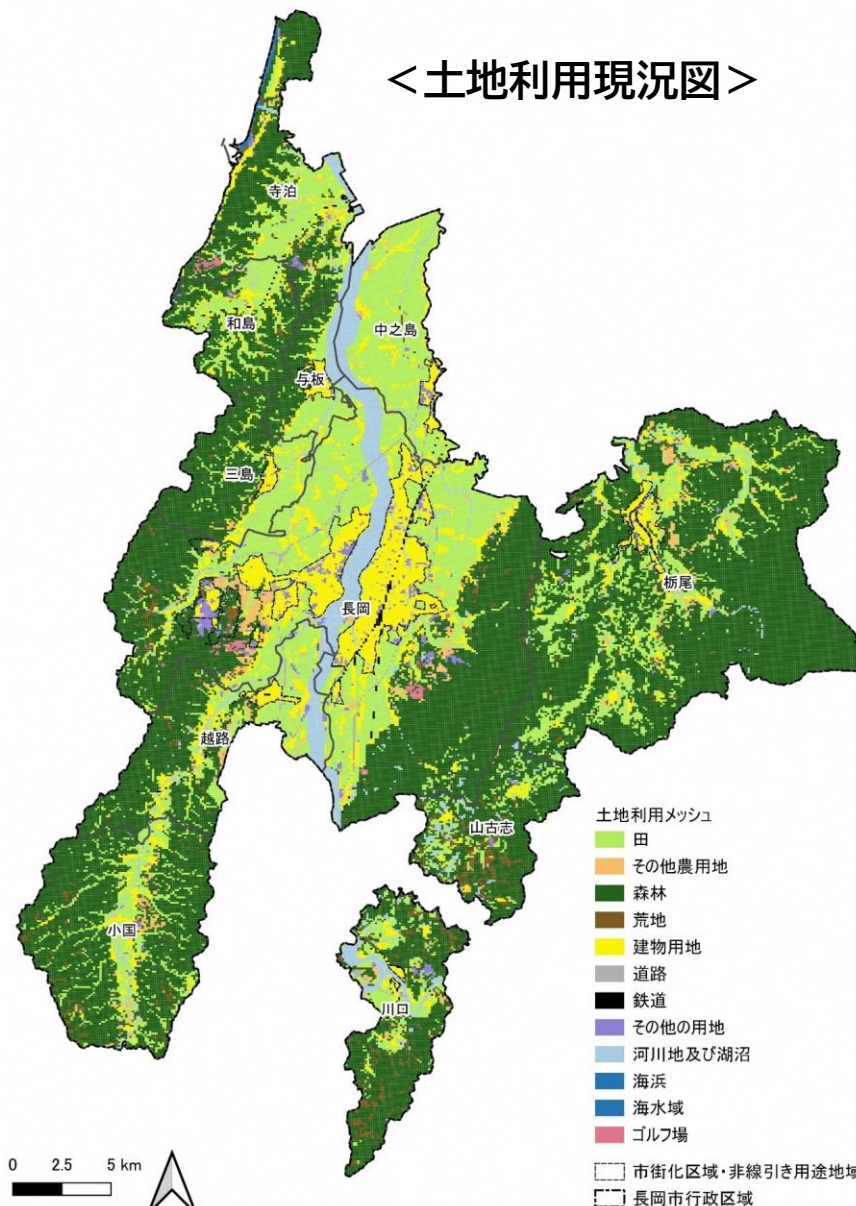 ＜土地利用現況図＞
寺泊
和島
中之島
与板
三島
栃尾
長岡
越路
山古志
小国
川口
土地利用メッシュ
田
その他農用地
森林
荒地
建物用地
道路
鉄道
その他の用地
河川地及び湖沼
海浜
海水域
ゴルフ場
市街化区域・非線引き用途地域
長岡市行政区域
0 2.5 5 km